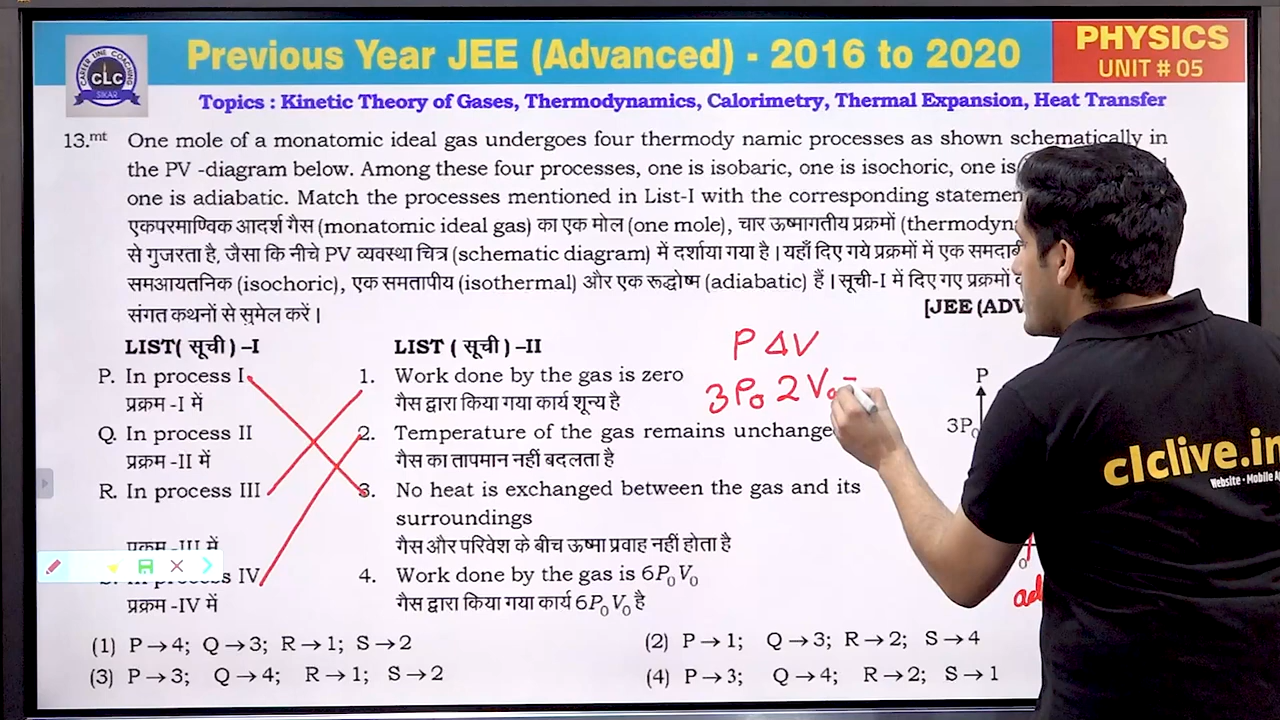 CAREER LINE COACHING
CLC
SIKAR
Previous Year JEE (Advanced) - 2016 to 2020
PHYSICS
UNIT # 05
Topics : Kinetic Theory of Gases, Thermodynamics, Calorimetry, Thermal Expansion, Heat Transfer
13.mt One mole of a monatomic ideal gas undergoes four thermody namic processes as shown schematically in
the PV -diagram below. Among these four processes, one is isobaric, one is isochoric, one is
one is adiabatic. Match the processes mentioned in List-I with the corresponding statemen
एकपरमाण्विक आदर्श गैस (monatomic ideal gas) का एक मोल (one mole), चार ऊष्मागतीय प्रक्रमों (thermodyn
से गुजरता है, जैसा कि नीचे PV व्यवस्था चित्र (schematic diagram) में दर्शाया गया है। यहाँ दिए गये प्रक्रमों में एक समदाबी
समआयतनिक (isochoric), एक समतापीय (isothermal) और एक रूद्धोष्म (adiabatic) हैं। सूची-I में दिए गए प्रक्रमों
संगत कथनों से सुमेल करें। [JEE (ADV
LIST( सूची ) –I LIST ( सूची ) –II
P. In process I 1. Work done by the gas is zero
प्रक्रम -I में गैस द्वारा किया गया कार्य शून्य है
P ΔV
3P₀ 2V₀
P
3P₀
Q. In process II 2. Temperature of the gas remains unchange
प्रक्रम -II में गैस का तापमान नहीं बदलता है
clclive.in
Website • Mobile A
R. In process III 3. No heat is exchanged between the gas and its
surroundings
प्रक्रम -III में गैस और परिवेश के बीच ऊष्मा प्रवाह नहीं होता है
S. In process IV 4. Work done by the gas is 6P₀V₀
प्रक्रम -IV में गैस द्वारा किया गया कार्य 6P₀V₀ है
ad
(1) P→4; Q→3; R→1; S→2 (2) P→1; Q→3; R→2; S→4
(3) P→3; Q→4; R→1; S→2 (4) P→3; Q→4; R→2; S→1